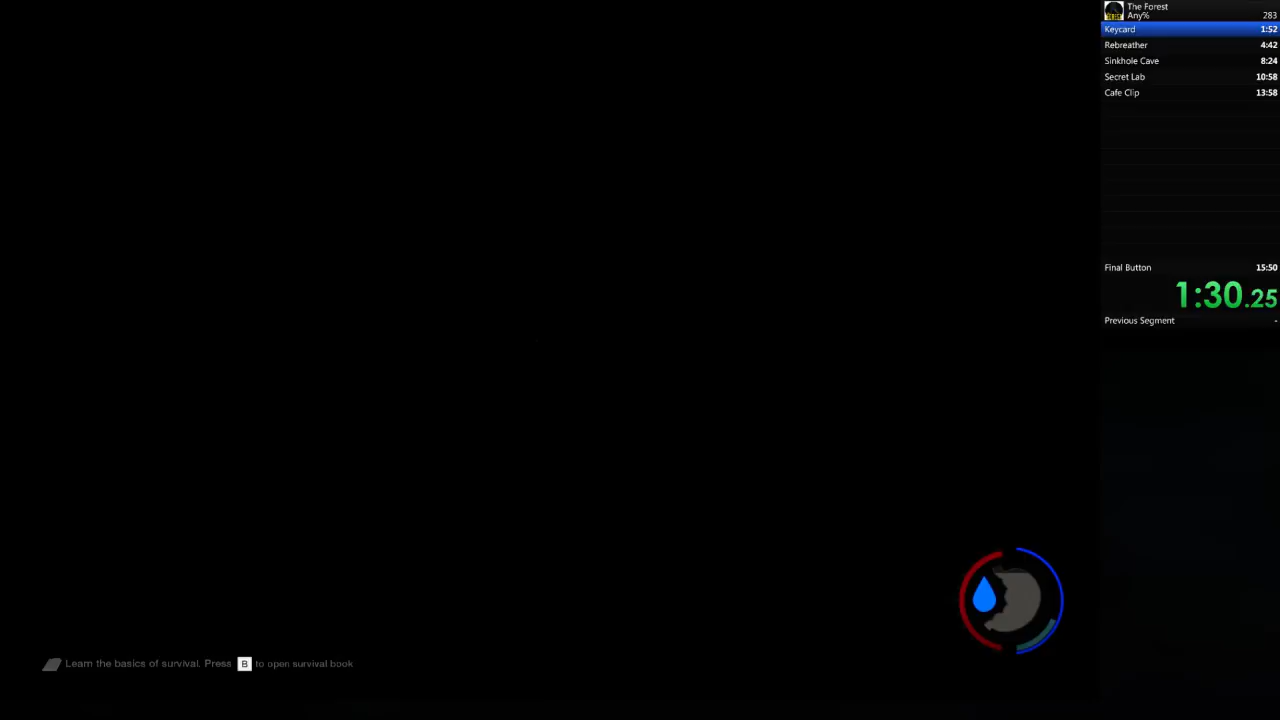 The Forest
Any% 283
Keycard 1:52
Rebreather 4:42
Sinkhole Cave 8:24
Secret Lab 10:58
Cafe Clip 13:58
Final Button 15:50
1:30.25
Previous Segment -
Learn the basics of survival. Press B to open survival book